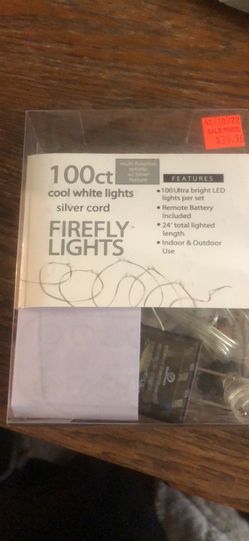 SALE PRICE
100ct
cool white lights
silver cord
FIREFLY
LIGHTS
FEATURES
• 100 Ultra bright LED
lights per set
• Remote Battery
Included
• 24' total lighted
length
• Indoor & Outdoor
Use